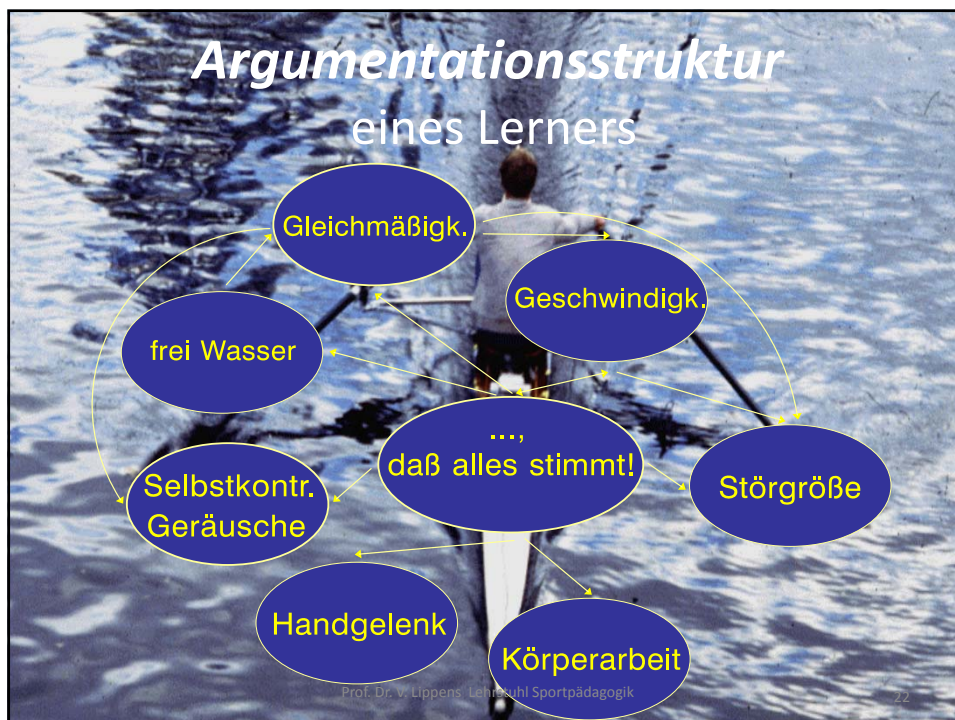 Argumentationsstruktur
eines Lerners
Gleichmäßigk.
Geschwindigk.
frei Wasser
...,
daß alles stimmt!
Selbstkontr.
Geräusche
Störgröße
Handgelenk
Körperarbeit
Prof. Dr. V. Lippens Lehrstuhl Sportpädagogik
22